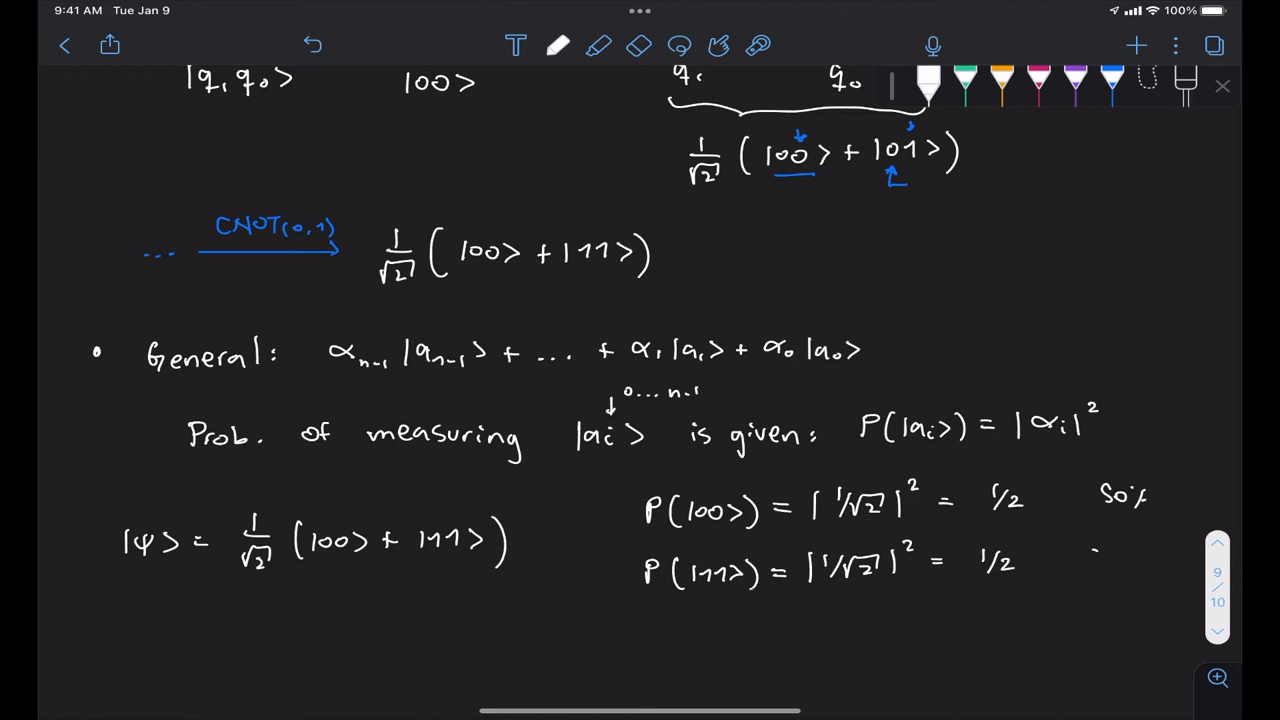 9:41 AM Tue Jan 9 100%
|q₁ q₀> |00> q₁ q₀
1/√2 ( |00> + |01> )
... CNOT(0,1) 1/√2 ( |00> + |11> )
• General: αₙ₋₁ |aₙ₋₁> + ... + α₁ |a₁> + α₀ |a₀>
0...n-1
Prob. of measuring |ai> is given: P(|aᵢ>) = |αᵢ|²
P(|00>) = |1/√2|² = 1/2
|ψ> = 1/√2 ( |00> + |11> )
P(|11>) = |1/√2|² = 1/2
9 / 10